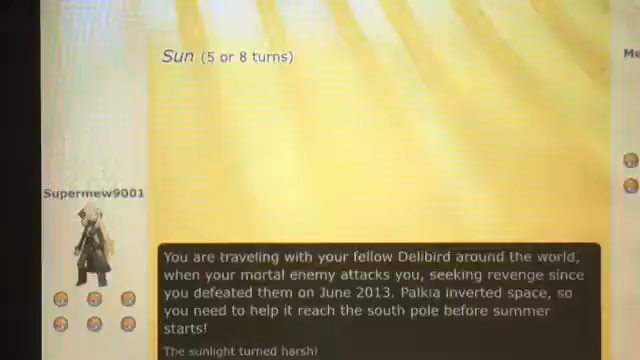 Sun (5 or 8 turns)
Me
Supermew9001
You are traveling with your fellow Delibird around the world,
when your mortal enemy attacks you, seeking revenge since
you defeated them on June 2013. Palkia inverted space, so
you need to help it reach the south pole before summer
starts!
The sunlight turned harsh!